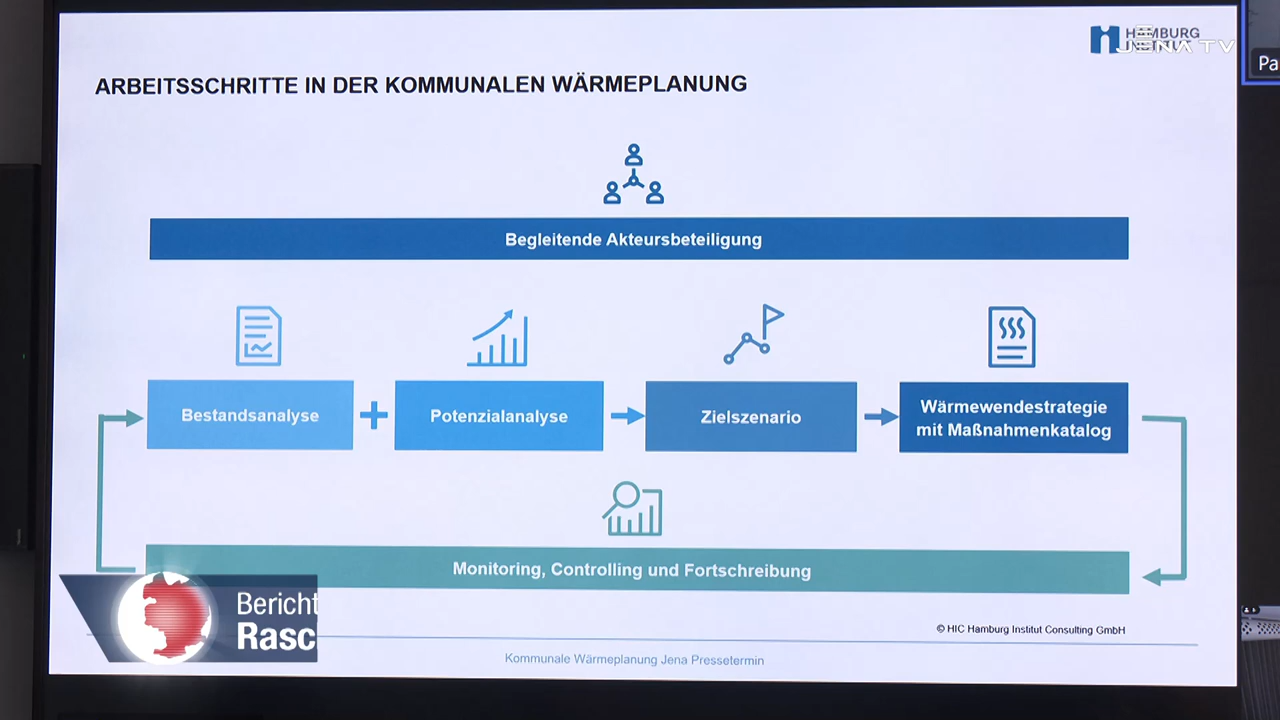 HAMBURG
INSTITUT
JENA TV
Pa
ARBEITSSCHRITTE IN DER KOMMUNALEN WÄRMEPLANUNG
Begleitende Akteursbeteiligung
Bestandsanalyse
Potenzialanalyse
Zielszenario
Wärmewendestrategie
mit Maßnahmenkatalog
Monitoring, Controlling und Fortschreibung
Bericht
Rasc
© HIC Hamburg Institut Consulting GmbH
Kommunale Wärmeplanung Jena Pressetermin